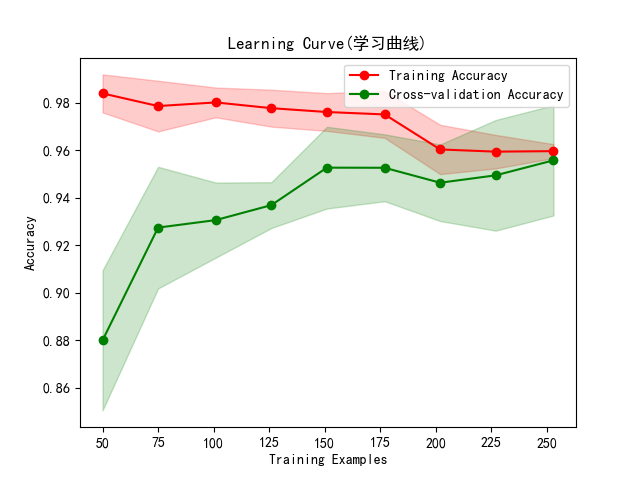 Learning Curve(学习曲线)
Training Accuracy
Cross-validation Accuracy
Accuracy
0.98
0.96
0.94
0.92
0.90
0.88
0.86
50 75 100 125 150 175 200 225 250
Training Examples